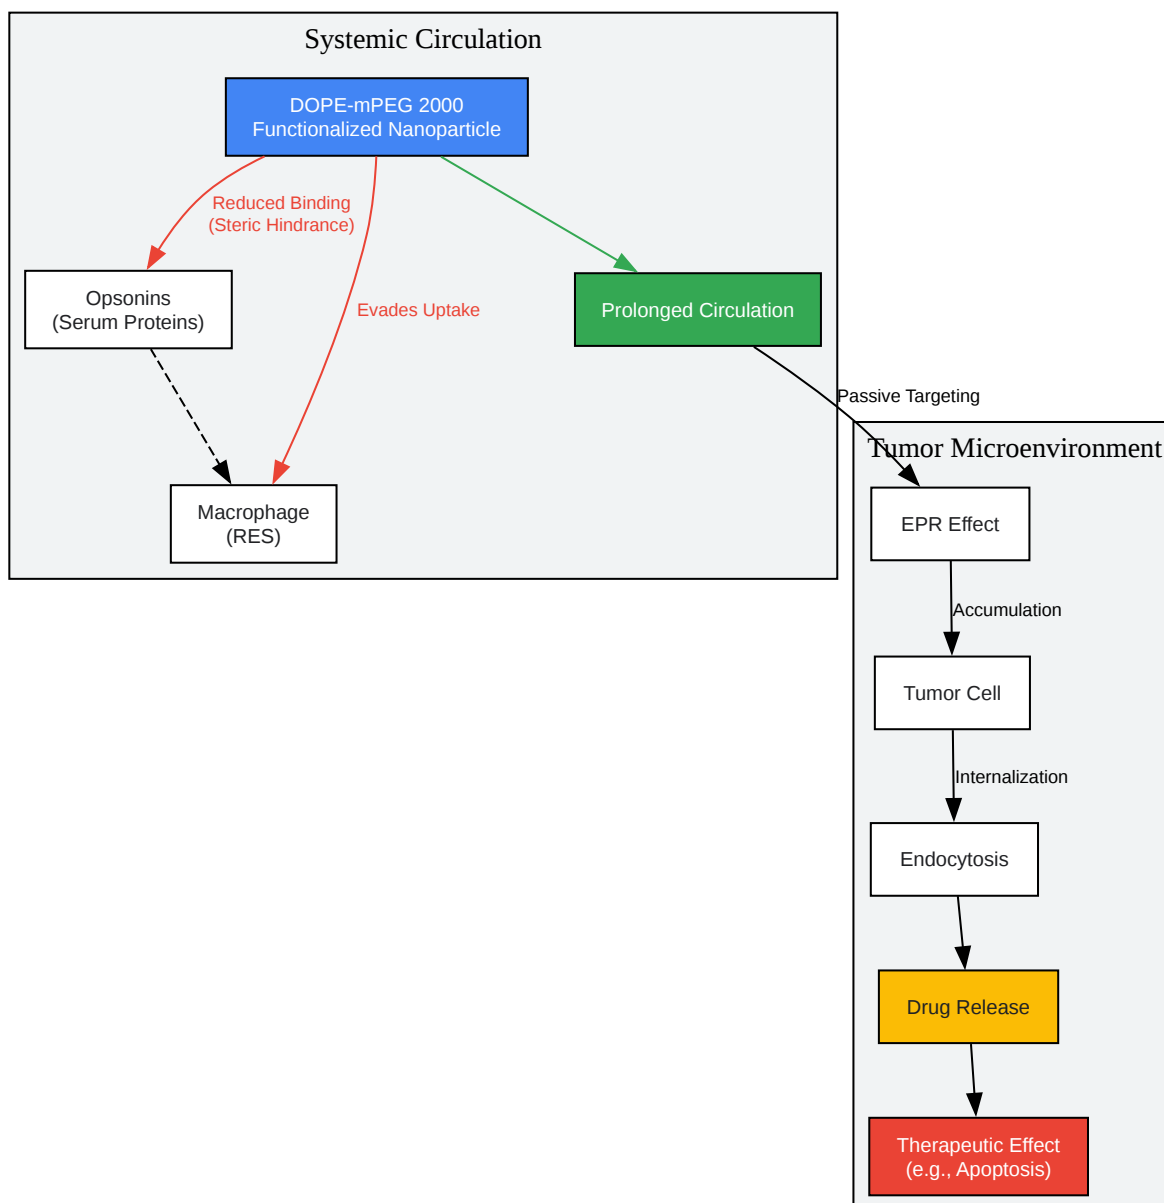 Systemic Circulation
DOPE-mPEG 2000
Functionalized Nanoparticle
Reduced Binding
(Steric Hindrance)
Evades Uptake
Opsonins
(Serum Proteins)
Prolonged Circulation
Macrophage
(RES)
Passive Targeting
Tumor Microenvironment
EPR Effect
Accumulation
Tumor Cell
Internalization
Endocytosis
Drug Release
Therapeutic Effect
(e.g., Apoptosis)